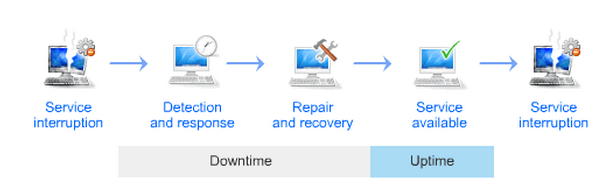 Service
interruption
Detection
and response
Repair
and recovery
Service
available
Service
interruption
Downtime
Uptime